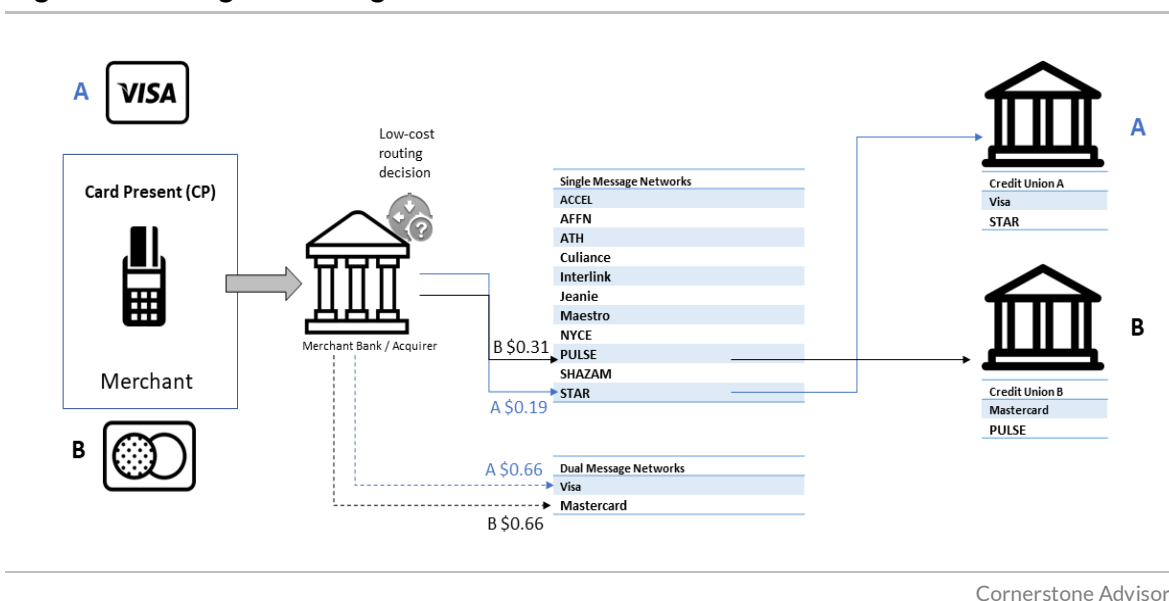 A
VISA
Card Present (CP)
Merchant
B
Low-cost
routing
decision
?
Merchant Bank / Acquirer
B $0.31
A $0.19
A $0.66
B $0.66
Single Message Networks
ACCEL
AFFN
ATH
Culiance
Interlink
Jeanie
Maestro
NYCE
PULSE
SHAZAM
STAR
Dual Message Networks
Visa
Mastercard
A
Credit Union A
Visa
STAR
B
Credit Union B
Mastercard
PULSE
Cornerstone Advisor